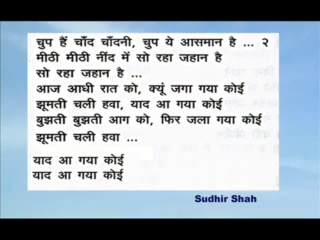 चुप हैं चाँद चाँदनी, चुप ये आसमान है ... २
मीठी मीठी नींद में सो रहा जहान है
सो रहा जहान है ...
आज आधी रात को, क्यूं जगा गया कोई
झूमती चली हवा, याद आ गया कोई
बुझती बुझती आग को, फिर जला गया कोई
झूमती चली हवा ...
याद आ गया कोई
याद आ गया कोई
Sudhir Shah